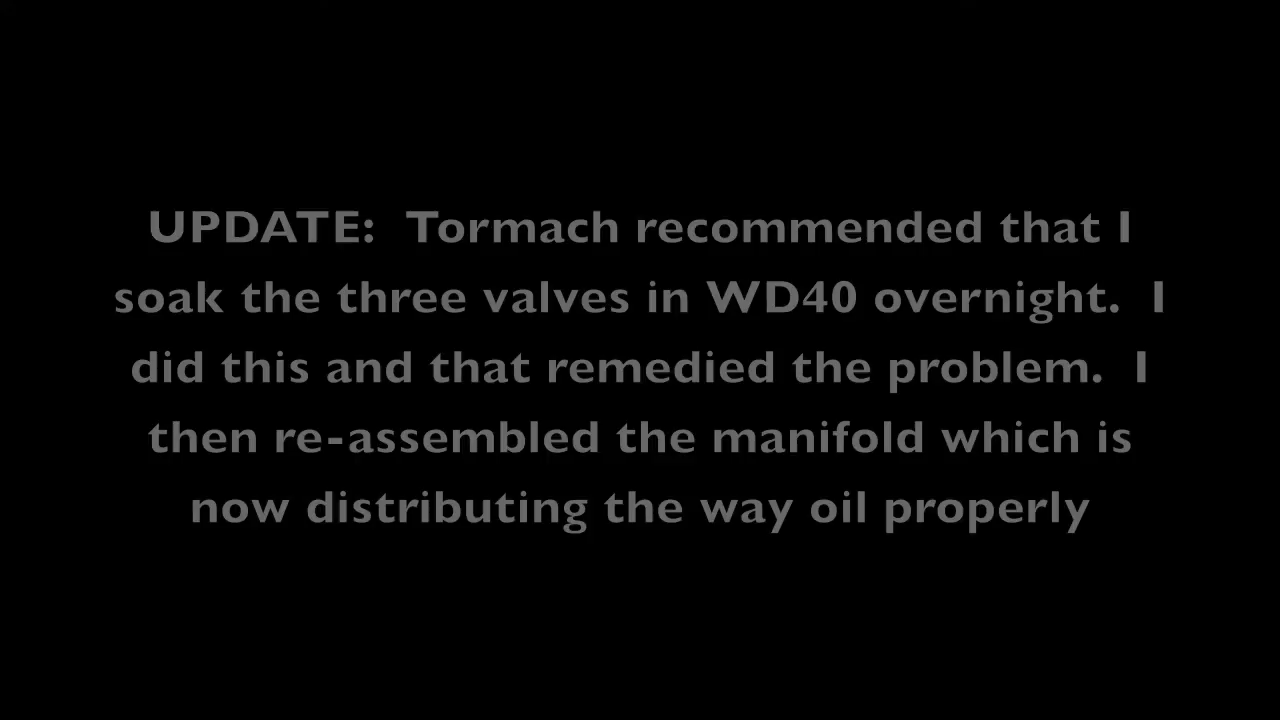 UPDATE:  Tormach recommended that I
soak the three valves in WD40 overnight.  I
did this and that remedied the problem.  I
then re-assembled the manifold which is
now distributing the way oil properly